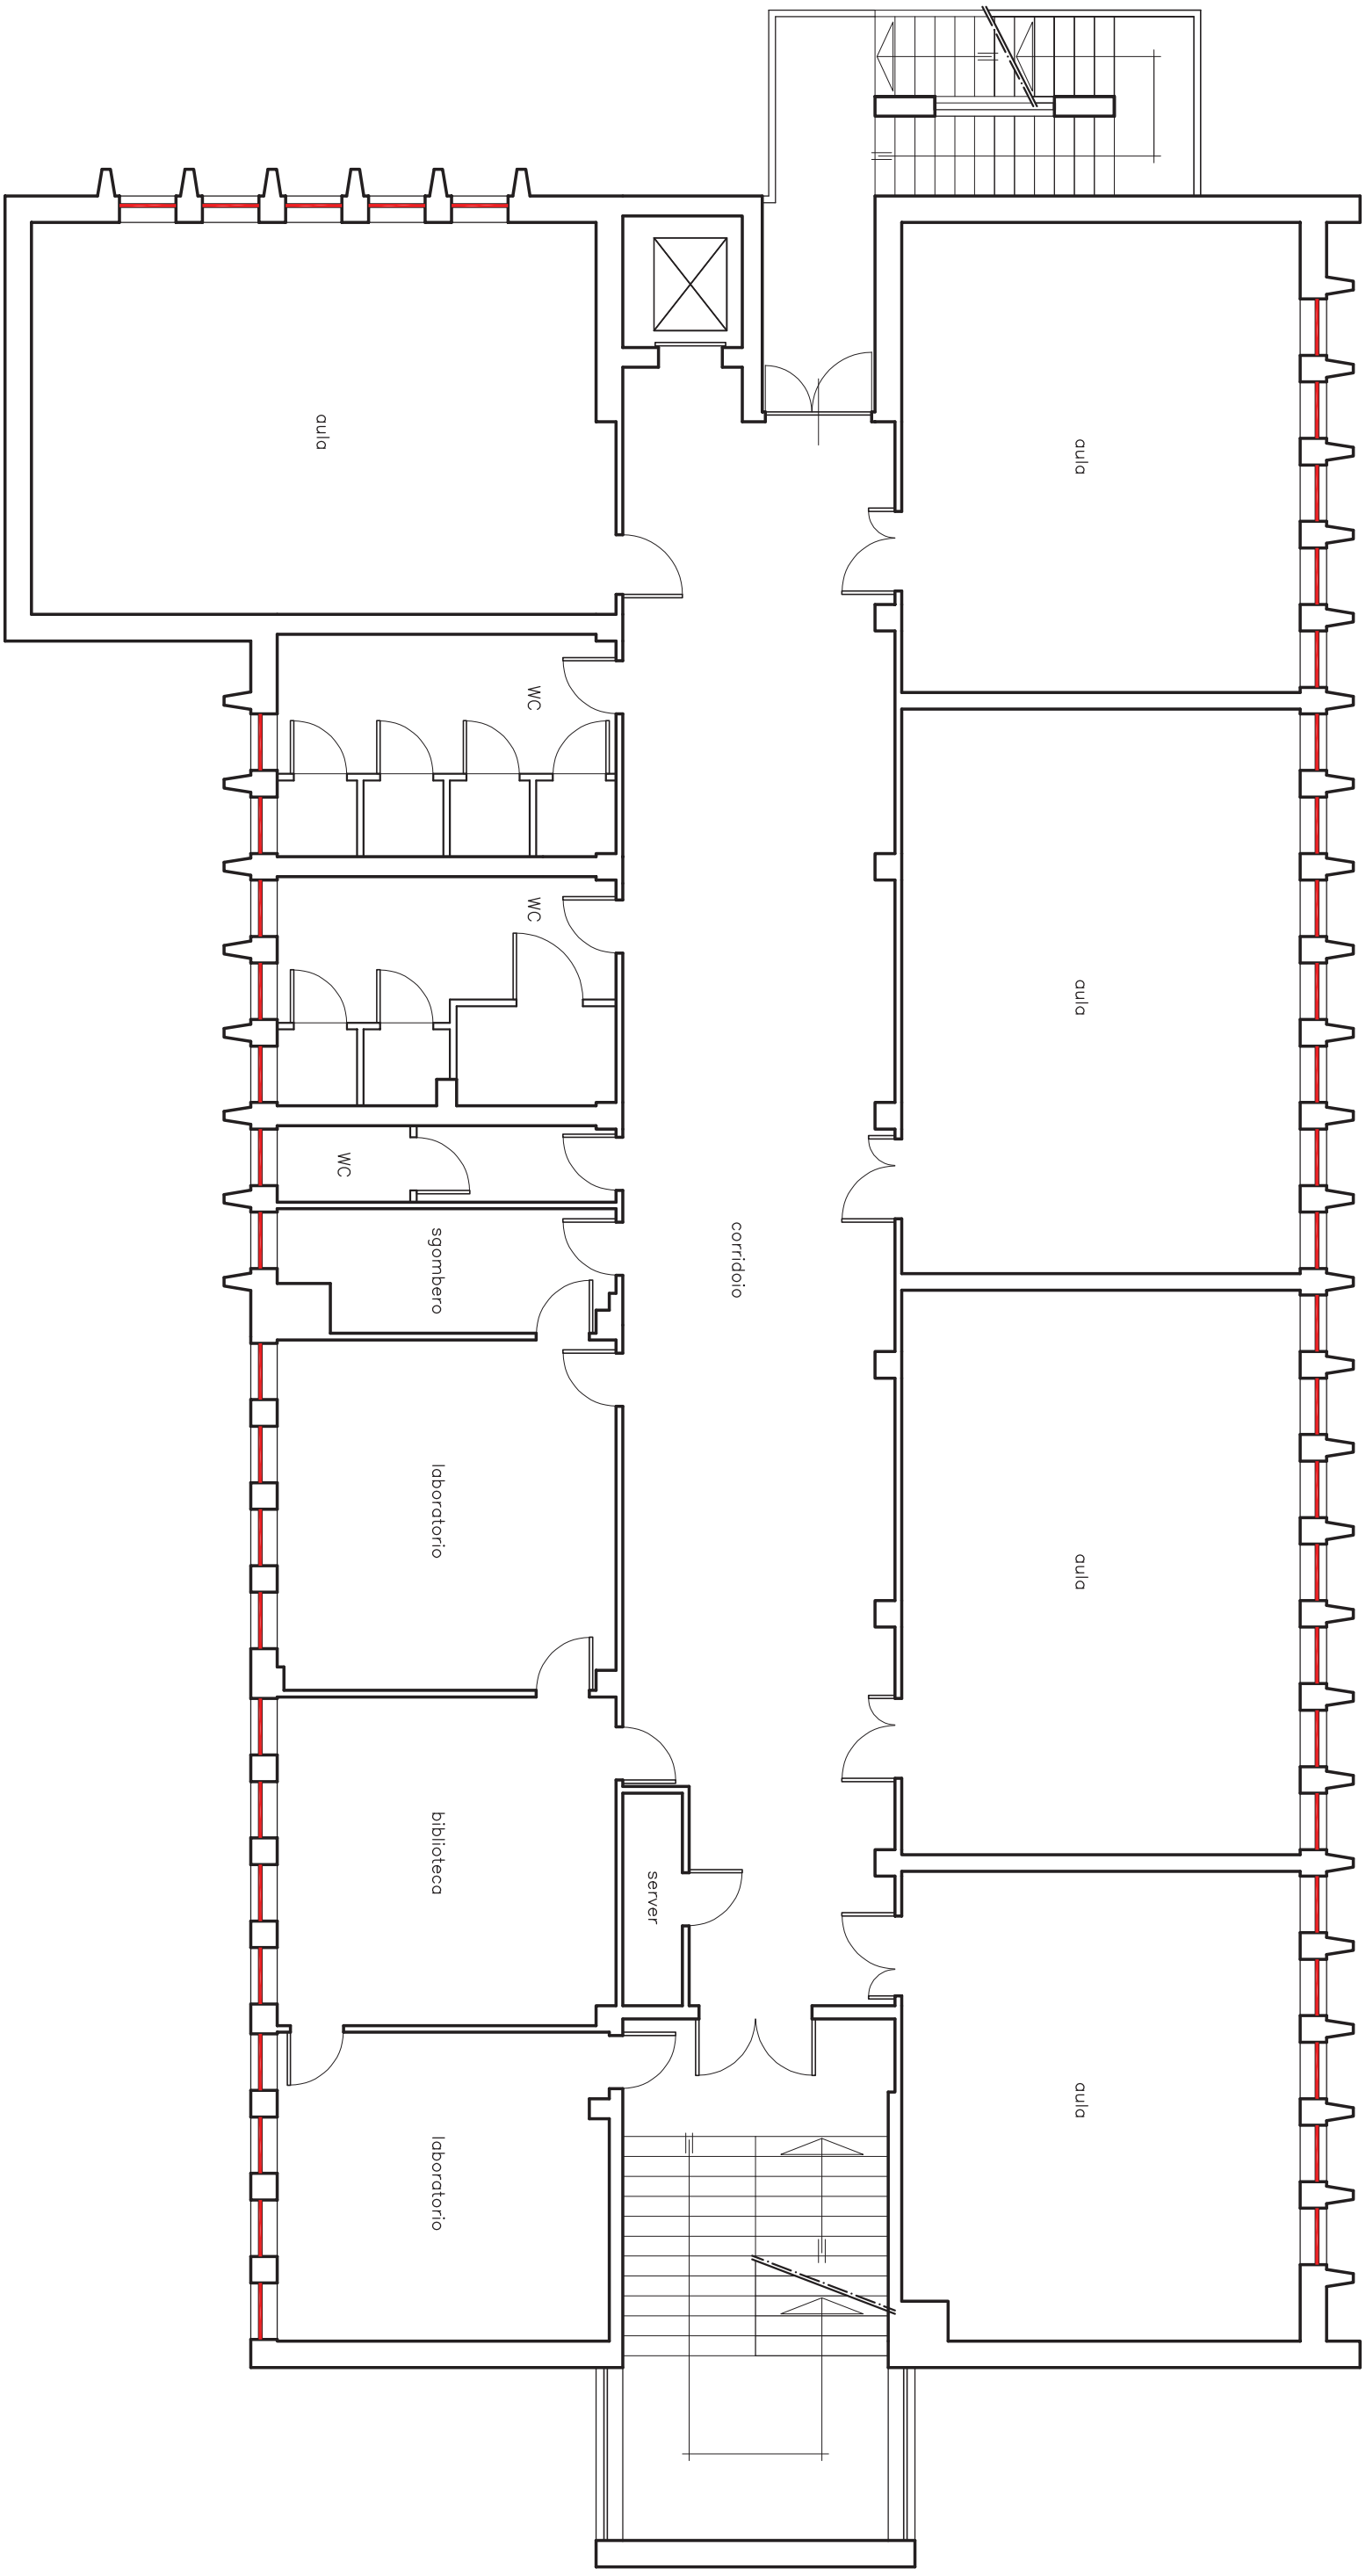 aula
aula
WC
WC
aula
WC
sgombero
corridoio
laboratorio
aula
biblioteca
server
aula
laboratorio